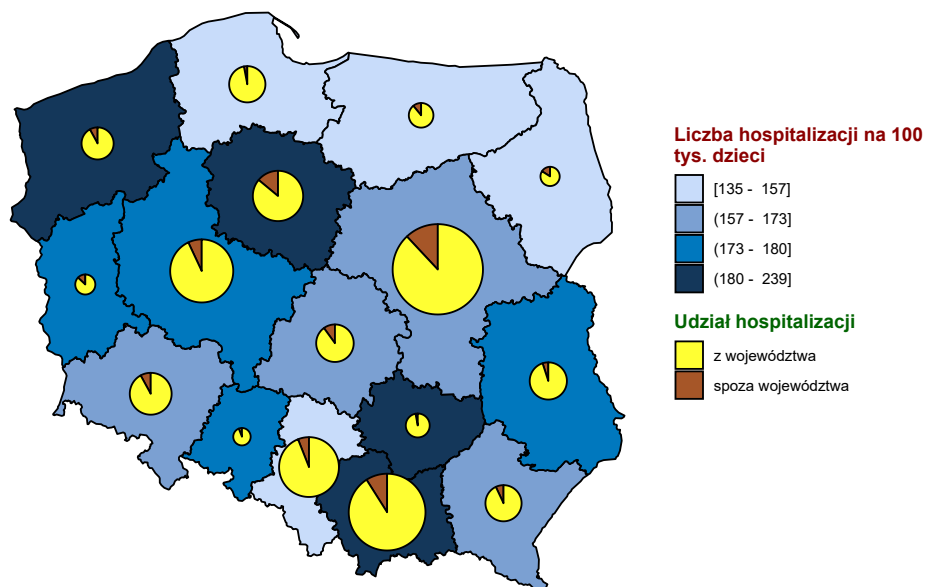 Liczba hospitalizacji na 100
tys. dzieci
[135 - 157]
(157 - 173]
(173 - 180]
(180 - 239]
Udział hospitalizacji
z województwa
spoza województwa